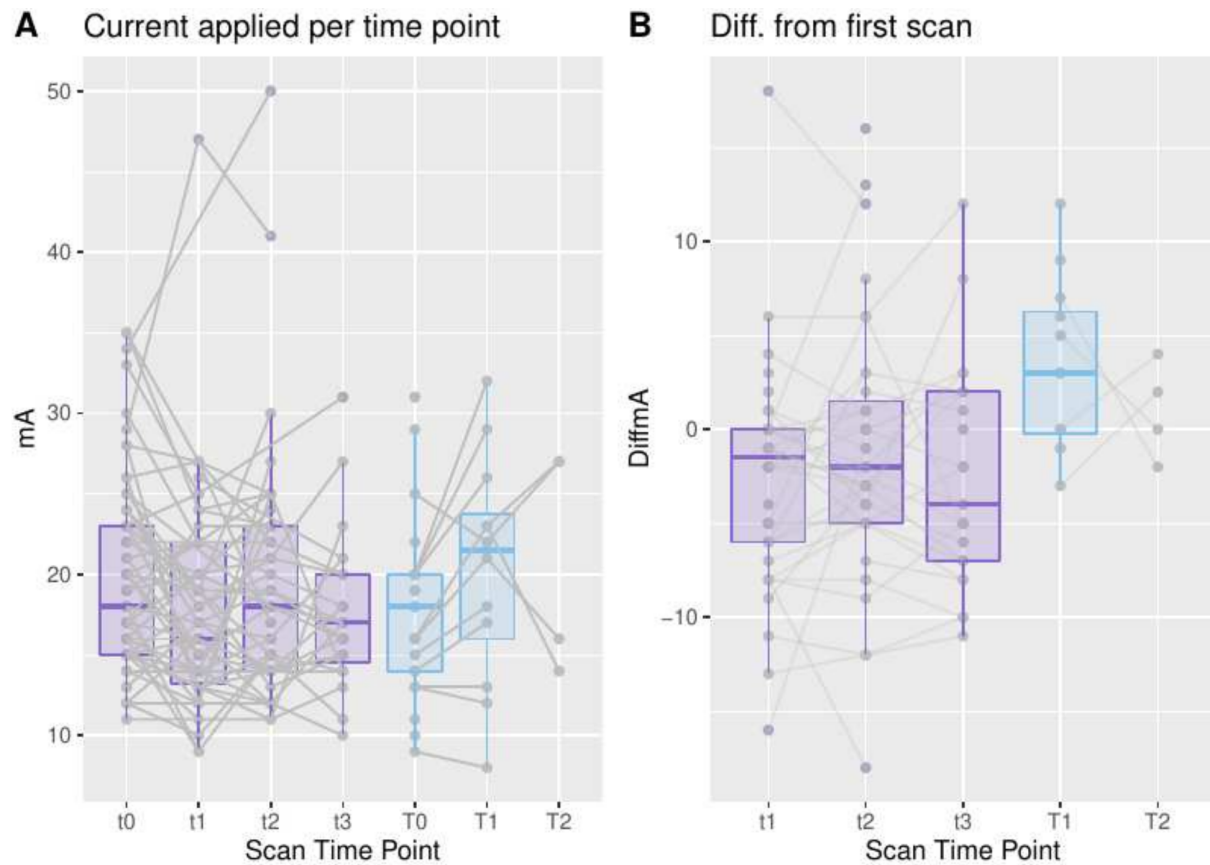 A Current applied per time point
50
40
30
20
10
mA
t0 t1 t2 t3 T0 T1 T2
Scan Time Point
B Diff. from first scan
10
0
−10
DiffmA
t1 t2 t3 T1 T2
Scan Time Point